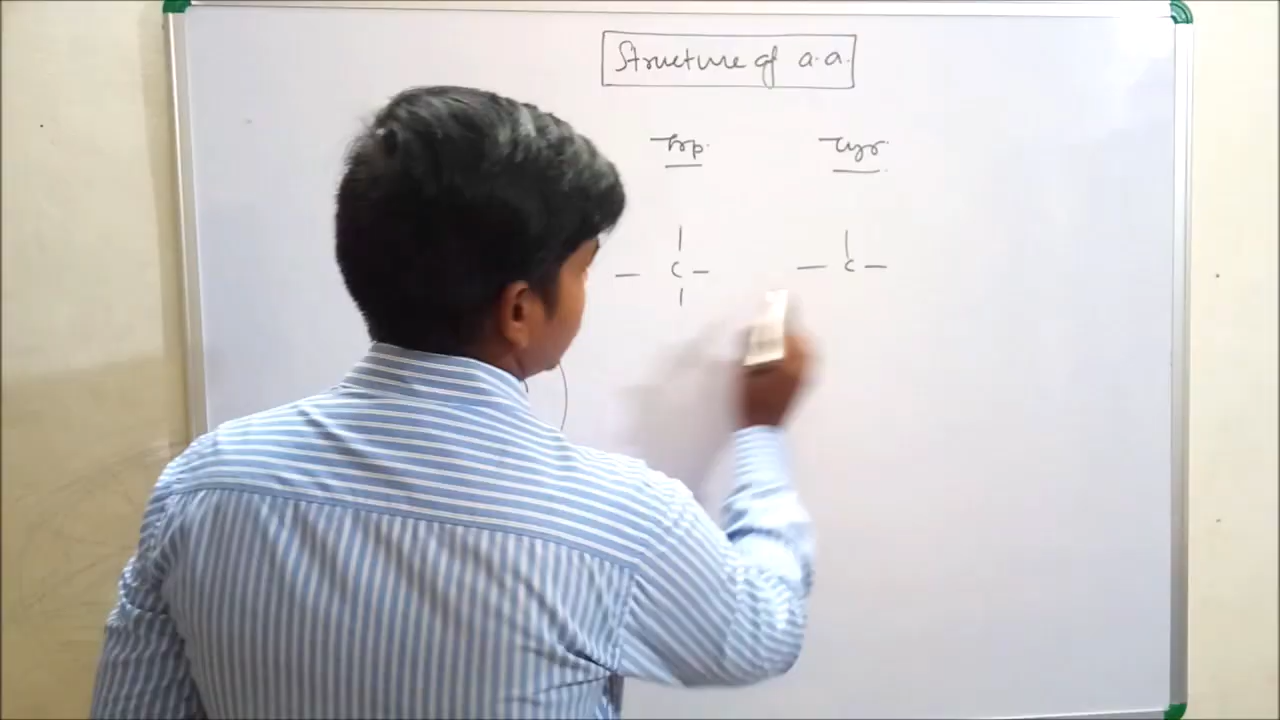 Structure of a.a.
Trp. Tyr.
— C — — C —